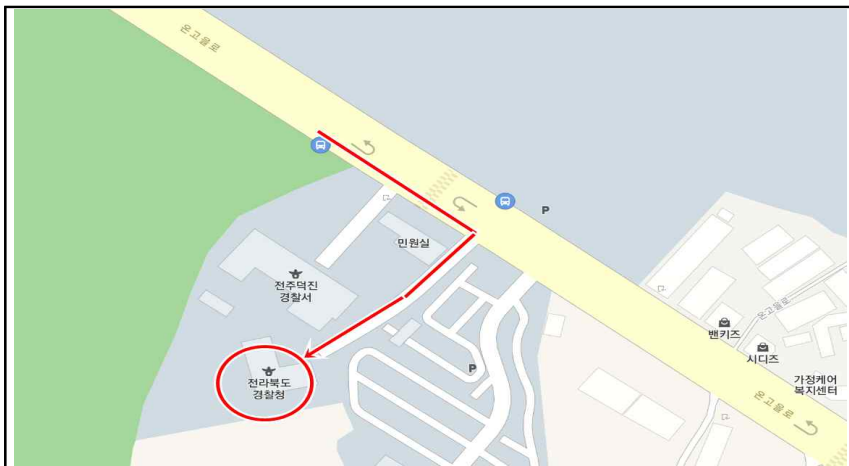 온고을로
P
민원실
전주덕진
경찰서
온고을로
뱅키즈
시디즈
P
전라북도
경찰청
가정케어
복지센터
온고을로